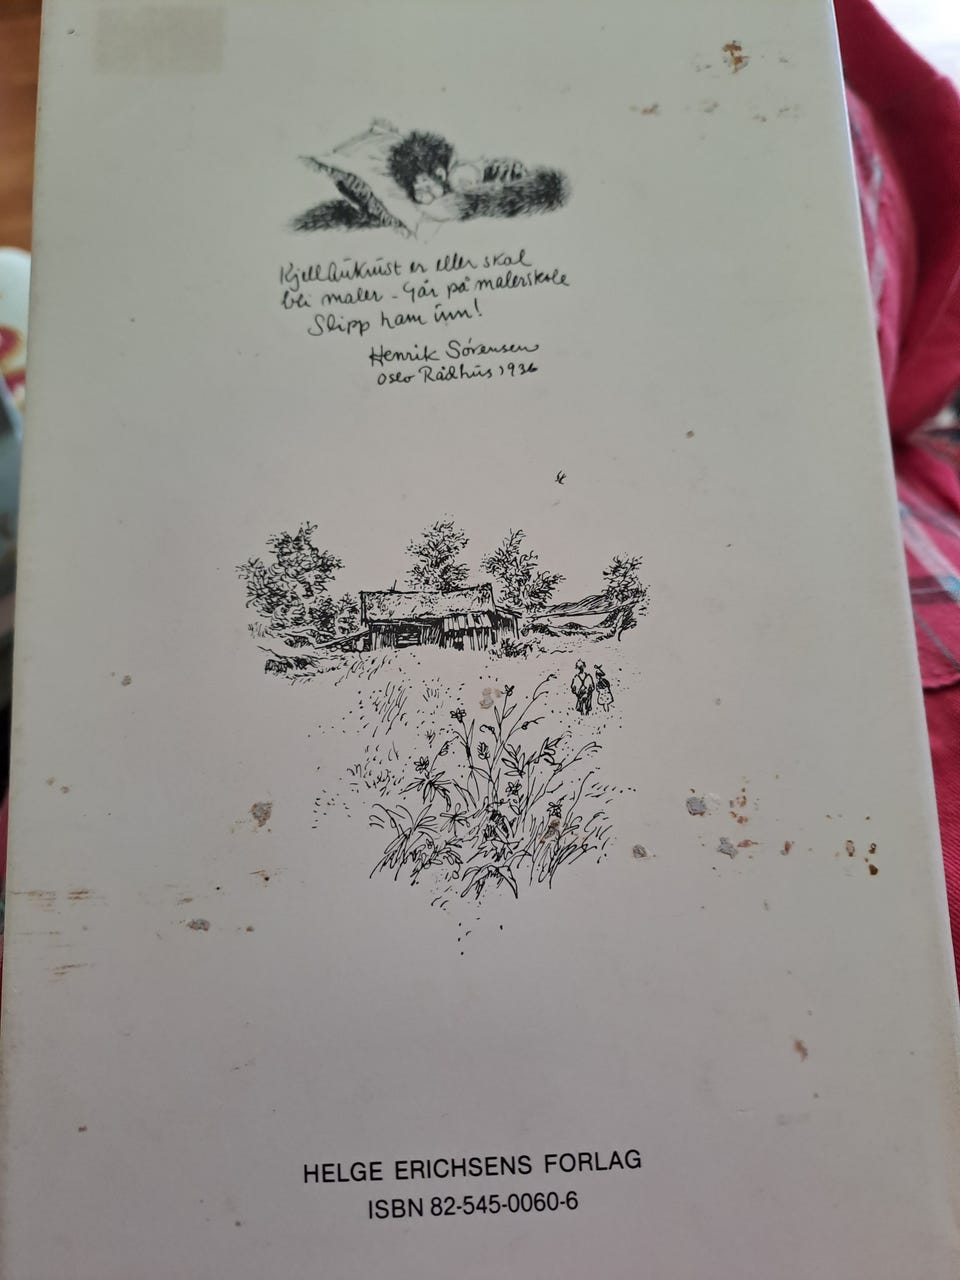 Kjell Aukrust er eller skal
bli maler - Går på malerskole
Slipp ham inn!
Henrik Sørensen
Oslo Rådhus 1936
HELGE ERICHSENS FORLAG
ISBN 82-545-0060-6